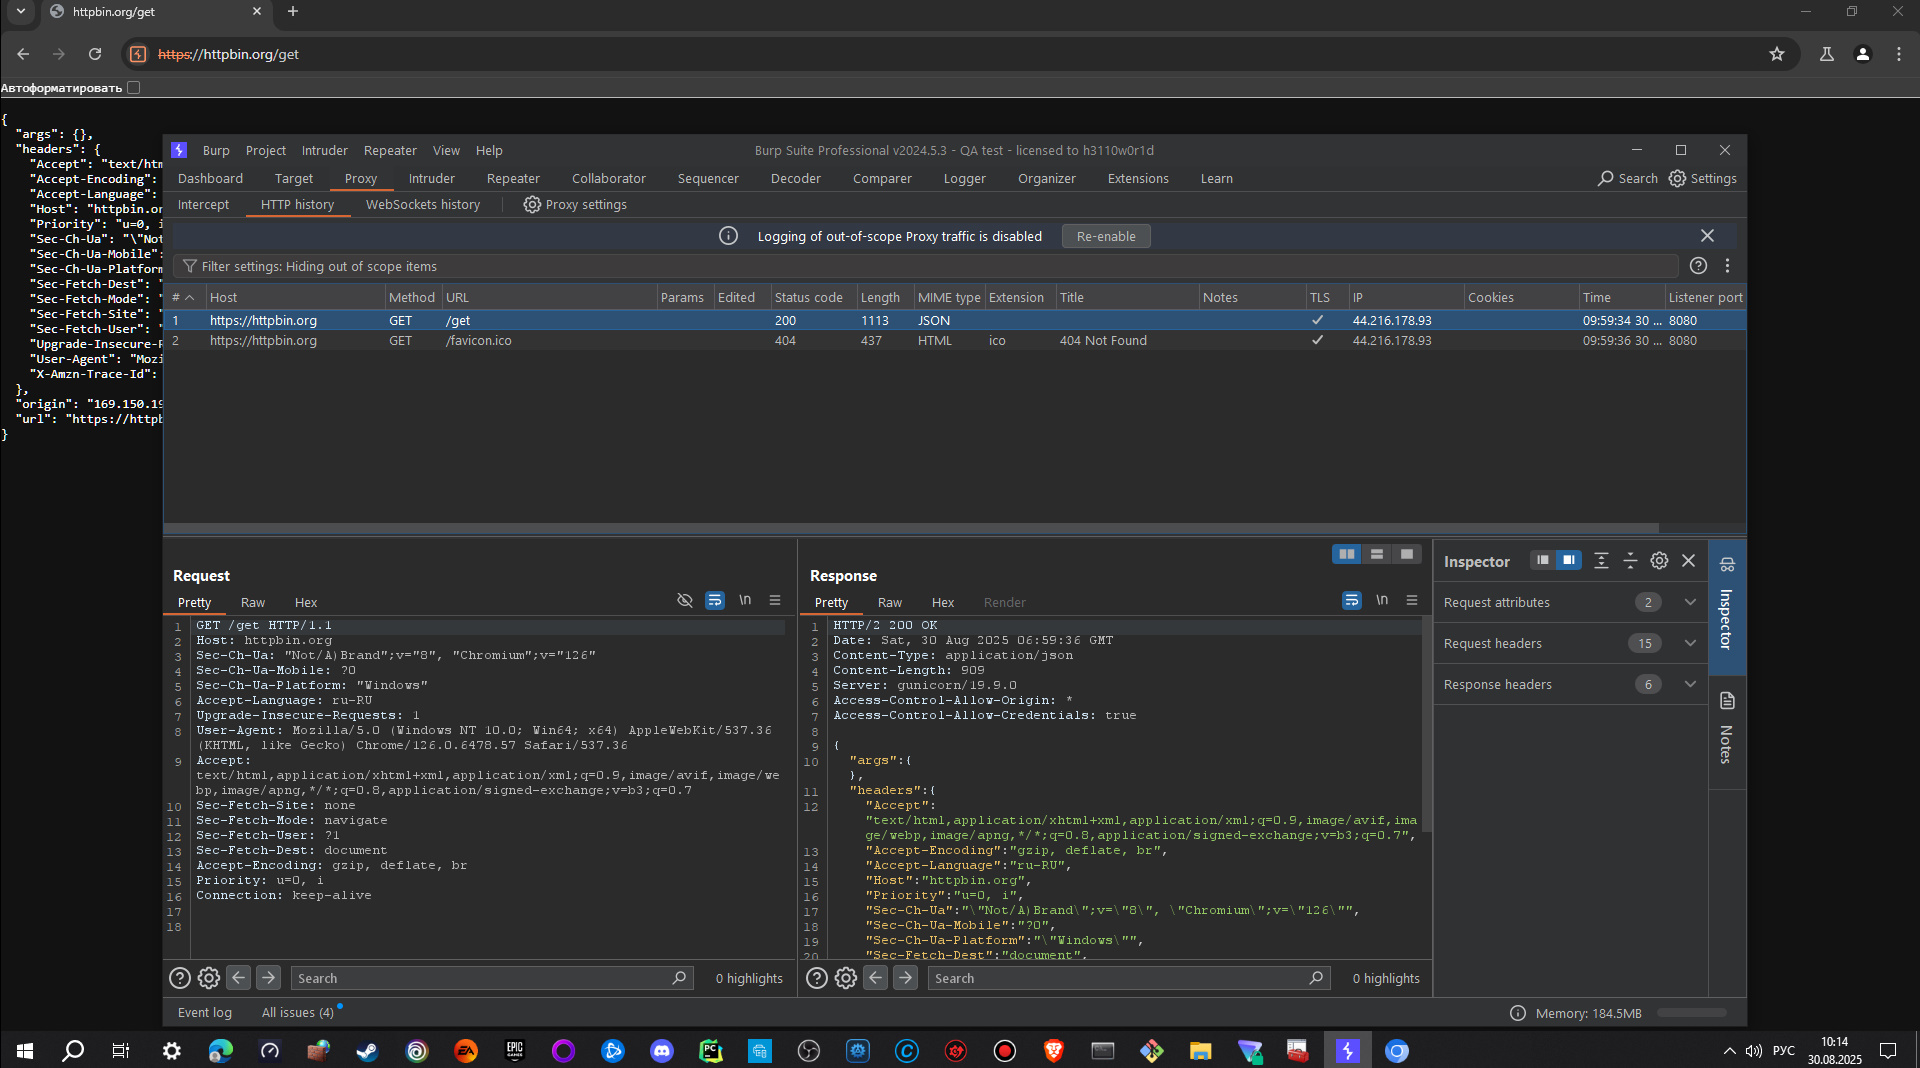 httpbin.org/get
https://httpbin.org/get
Автоформатировать
{
"args": {},
"headers": {
"Accept": "text/htm
"Accept-Encoding":
"Accept-Language":
"Host": "httpbin.or
"Priority": "u=0, i
"Sec-Ch-Ua": "\"Not
"Sec-Ch-Ua-Mobile":
"Sec-Ch-Ua-Platform
"Sec-Fetch-Dest": "
"Sec-Fetch-Mode": "
"Sec-Fetch-Site": "
"Sec-Fetch-User": "
"Upgrade-Insecure-R
"User-Agent": "Mozi
"X-Amzn-Trace-Id":
},
"origin": "169.150.19
"url": "https://httpb
}
Burp Project Intruder Repeater View Help Burp Suite Professional v2024.5.3 - QA test - licensed to h3110w0r1d
Dashboard Target Proxy Intruder Repeater Collaborator Sequencer Decoder Comparer Logger Organizer Extensions Learn Search Settings
Intercept HTTP history WebSockets history Proxy settings
Logging of out-of-scope Proxy traffic is disabled Re-enable
Filter settings: Hiding out of scope items
# Host Method URL Params Edited Status code Length MIME type Extension Title Notes TLS IP Cookies Time Listener port
1 https://httpbin.org GET /get 200 1113 JSON 44.216.178.93 09:59:34 30 ... 8080
2 https://httpbin.org GET /favicon.ico 404 437 HTML ico 404 Not Found 44.216.178.93 09:59:36 30 ... 8080
Request
Pretty Raw Hex \n
1 GET /get HTTP/1.1
2 Host: httpbin.org
3 Sec-Ch-Ua: "Not/A)Brand";v="8", "Chromium";v="126"
4 Sec-Ch-Ua-Mobile: ?0
5 Sec-Ch-Ua-Platform: "Windows"
6 Accept-Language: ru-RU
7 Upgrade-Insecure-Requests: 1
8 User-Agent: Mozilla/5.0 (Windows NT 10.0; Win64; x64) AppleWebKit/537.36
(KHTML, like Gecko) Chrome/126.0.6478.57 Safari/537.36
9 Accept:
text/html,application/xhtml+xml,application/xml;q=0.9,image/avif,image/we
bp,image/apng,*/*;q=0.8,application/signed-exchange;v=b3;q=0.7
10 Sec-Fetch-Site: none
11 Sec-Fetch-Mode: navigate
12 Sec-Fetch-User: ?1
13 Sec-Fetch-Dest: document
14 Accept-Encoding: gzip, deflate, br
15 Priority: u=0, i
16 Connection: keep-alive
17
18
Search 0 highlights
Response
Pretty Raw Hex Render \n
1 HTTP/2 200 OK
2 Date: Sat, 30 Aug 2025 06:59:36 GMT
3 Content-Type: application/json
4 Content-Length: 909
5 Server: gunicorn/19.9.0
6 Access-Control-Allow-Origin: *
7 Access-Control-Allow-Credentials: true
8
9 {
10 "args":{
},
11 "headers":{
12 "Accept":
"text/html,application/xhtml+xml,application/xml;q=0.9,image/avif,ima
ge/webp,image/apng,*/*;q=0.8,application/signed-exchange;v=b3;q=0.7",
13 "Accept-Encoding":"gzip, deflate, br",
14 "Accept-Language":"ru-RU",
15 "Host":"httpbin.org",
16 "Priority":"u=0, i",
17 "Sec-Ch-Ua":"\"Not/A)Brand\";v=\"8\", \"Chromium\";v=\"126\"",
18 "Sec-Ch-Ua-Mobile":"?0",
19 "Sec-Ch-Ua-Platform":"\"Windows\"",
20 "Sec-Fetch-Dest":"document",
Search 0 highlights
Inspector
Request attributes 2
Request headers 15
Response headers 6
Inspector
Notes
Event log All issues (4) Memory: 184.5MB
EA
EPIC
GAMES
PC
РУС
10:14
30.08.2025